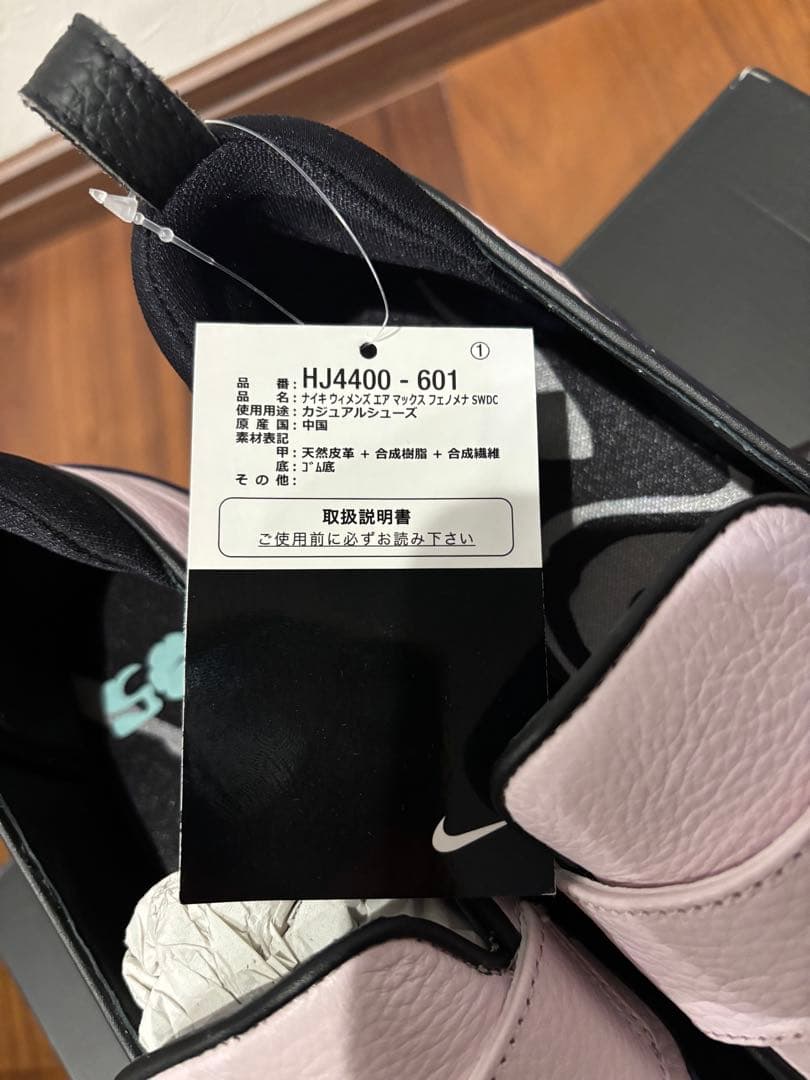 ①
品 番：HJ4400 - 601
品 名：ナイキ ウィメンズ エア マックス フェノメナ SWDC
使用用途：カジュアルシューズ
原 産 国：中国
素材表記
甲：天然皮革 + 合成樹脂 + 合成繊維
底：ｺﾞﾑ底
そ の 他：
取扱説明書
ご使用前に必ずお読み下さい